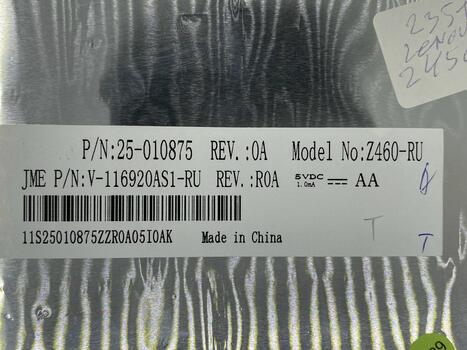 P/N:25-010875 REV.:0A Model No:Z460-RU
JME P/N:V-116920AS1-RU REV.:R0A 5VDC 1.0mA AA
11S25010875ZZR0A05I0AK Made in China
T
T